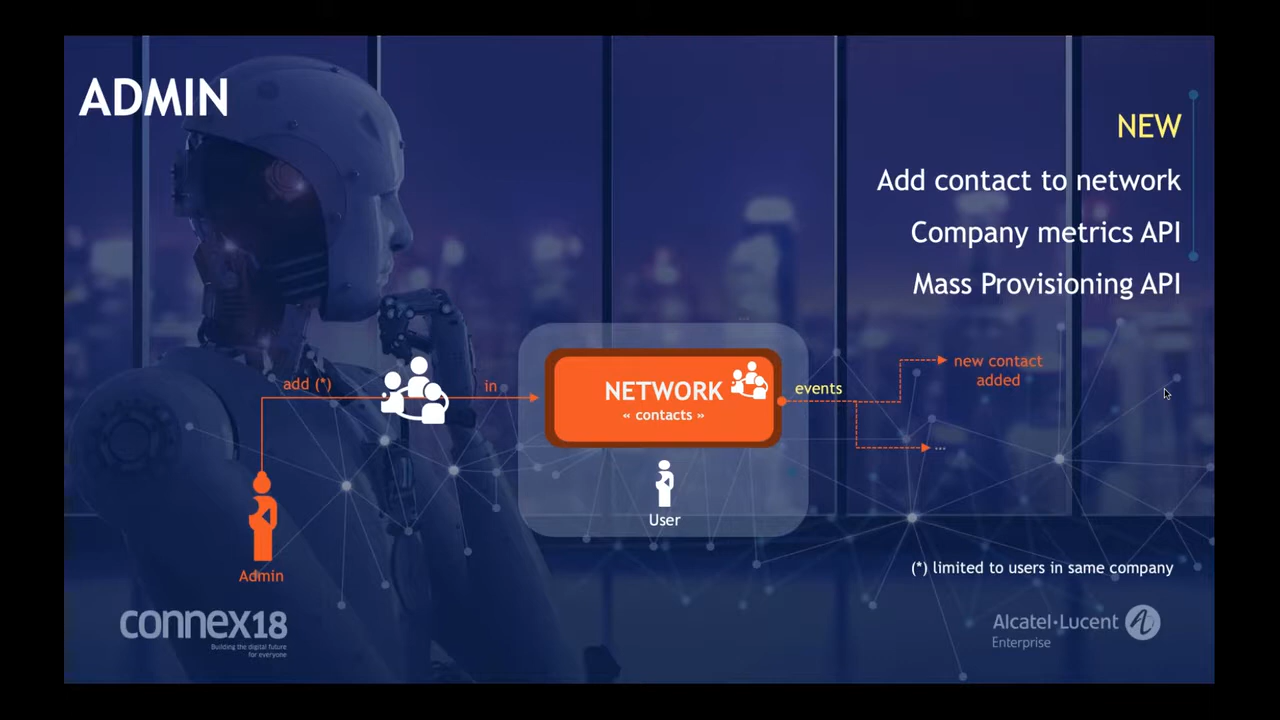 ADMIN
NEW
Add contact to network
Company metrics API
Mass Provisioning API
add (*)
in
NETWORK
« contacts »
events
new contact
added
...
User
Admin
(*) limited to users in same company
connex18
Building the digital future
for everyone
Alcatel·Lucent
Enterprise